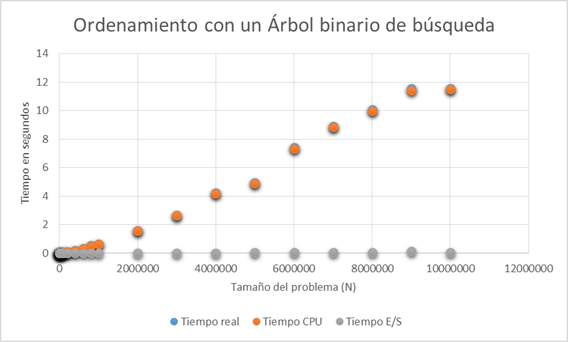 Ordenamiento con un Árbol binario de búsqueda
14
12
10
8
6
4
2
0
Tiempo en segundos
0 2000000 4000000 6000000 8000000 10000000 12000000
Tamaño del problema (N)
Tiempo real Tiempo CPU Tiempo E/S